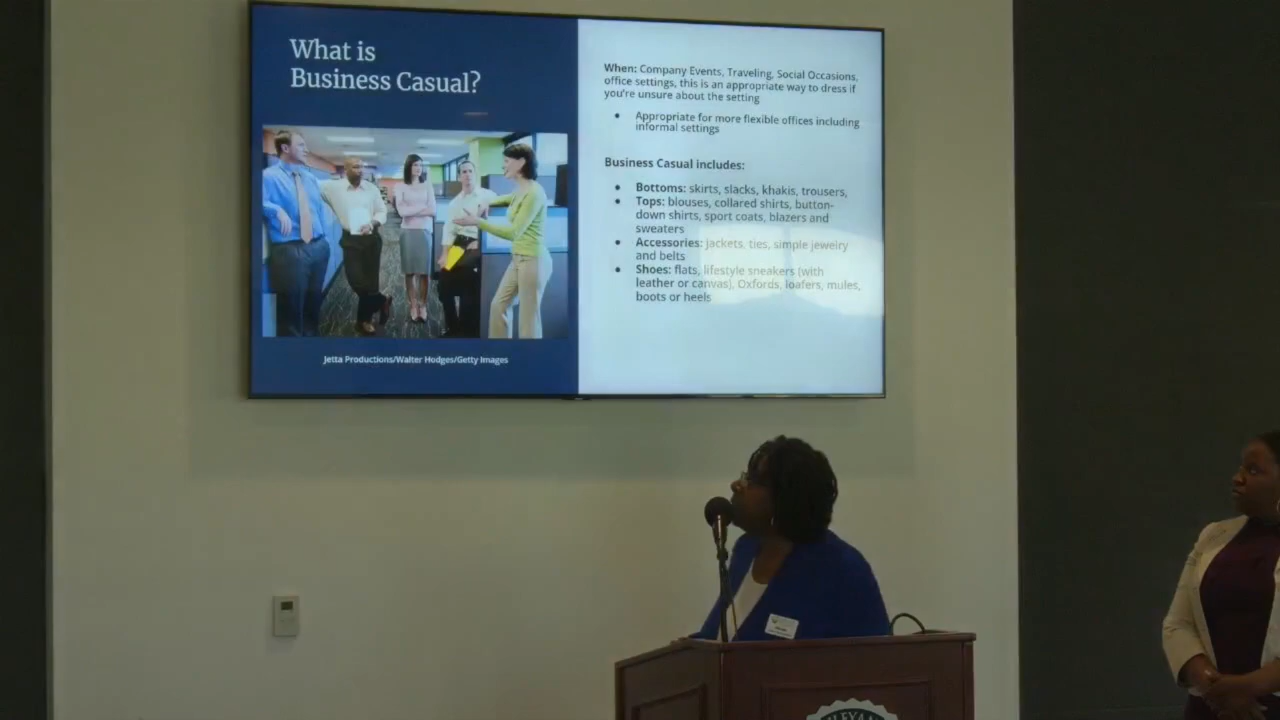 What is
Business Casual?
Jetta Productions/Walter Hodges/Getty Images
When: Company Events, Traveling, Social Occasions,
office settings, this is an appropriate way to dress if
you're unsure about the setting
• Appropriate for more flexible offices including
informal settings
Business Casual includes:
• Bottoms: skirts, slacks, khakis, trousers,
• Tops: blouses, collared shirts, button-
down shirts, sport coats, blazers and
sweaters
• Accessories: jackets, ties, simple jewelry
and belts
• Shoes: flats, lifestyle sneakers (with
leather or canvas), Oxfords, loafers, mules,
boots or heels